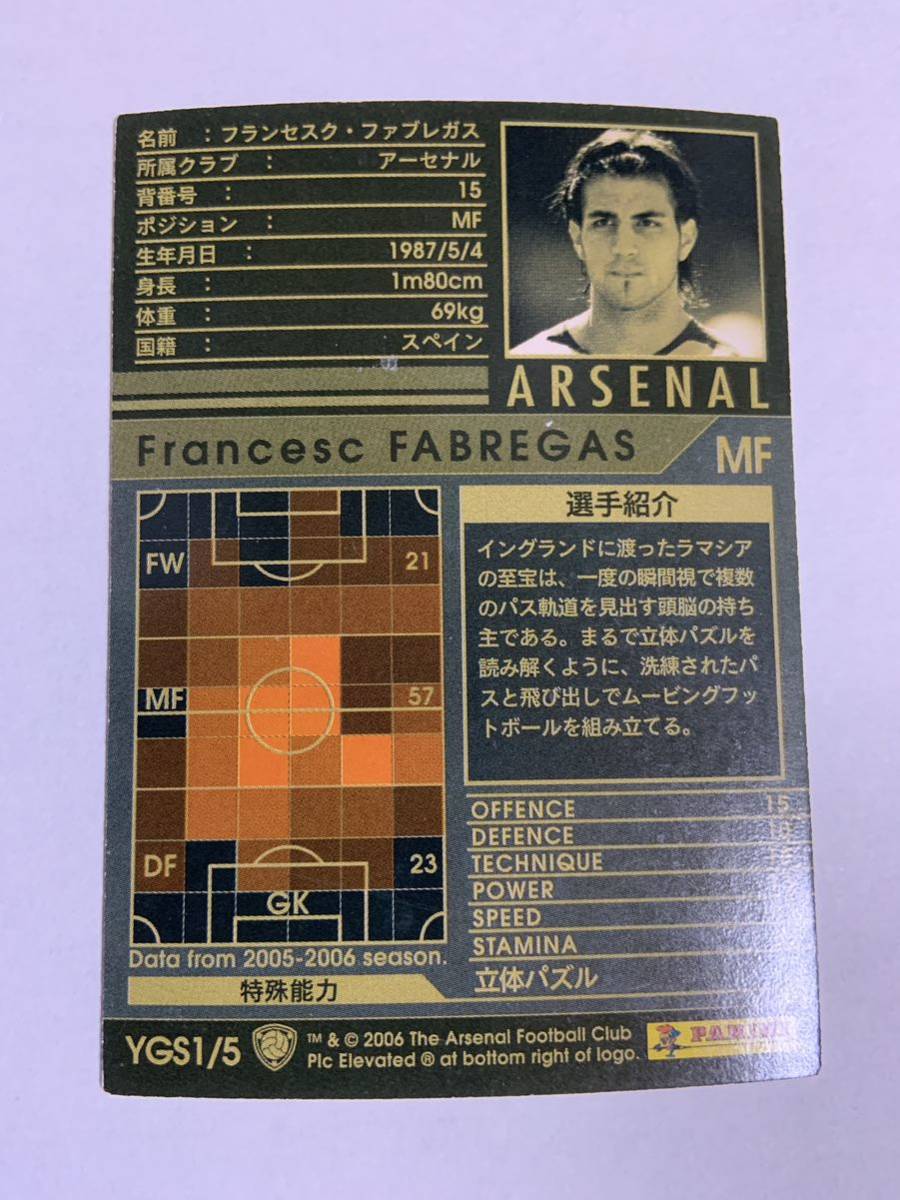 名前 : フランセスク・ファブレガス
所属クラブ : アーセナル
背番号 : 15
ポジション : MF
生年月日 : 1987/5/4
身長 : 1m80cm
体重 : 69kg
国籍 : スペイン
ARSENAL
Francesc FABREGAS
MF
FW 21
MF 57
DF 23
GK
Data from 2005-2006 season.
特殊能力
選手紹介
イングランドに渡ったラマシア
の至宝は、一度の瞬間視で複数
のパス軌道を見出す頭脳の持ち
主である。まるで立体パズルを
読み解くように、洗練されたパ
スと飛び出しでムービングフッ
トボールを組み立てる。
OFFENCE 15
DEFENCE
TECHNIQUE
POWER
SPEED
STAMINA
立体パズル
YGS1/5
™ & © 2006 The Arsenal Football Club
Plc Elevated ® at bottom right of logo.
PANINI